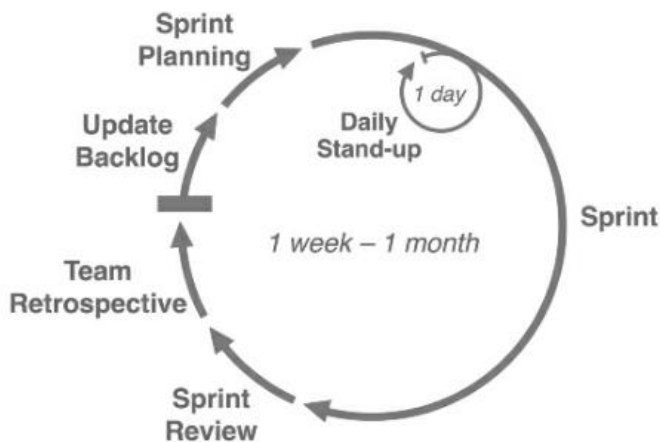 Sprint
Planning
Update
Backlog
1 day
Daily
Stand-up
Sprint
1 week – 1 month
Team
Retrospective
Sprint
Review